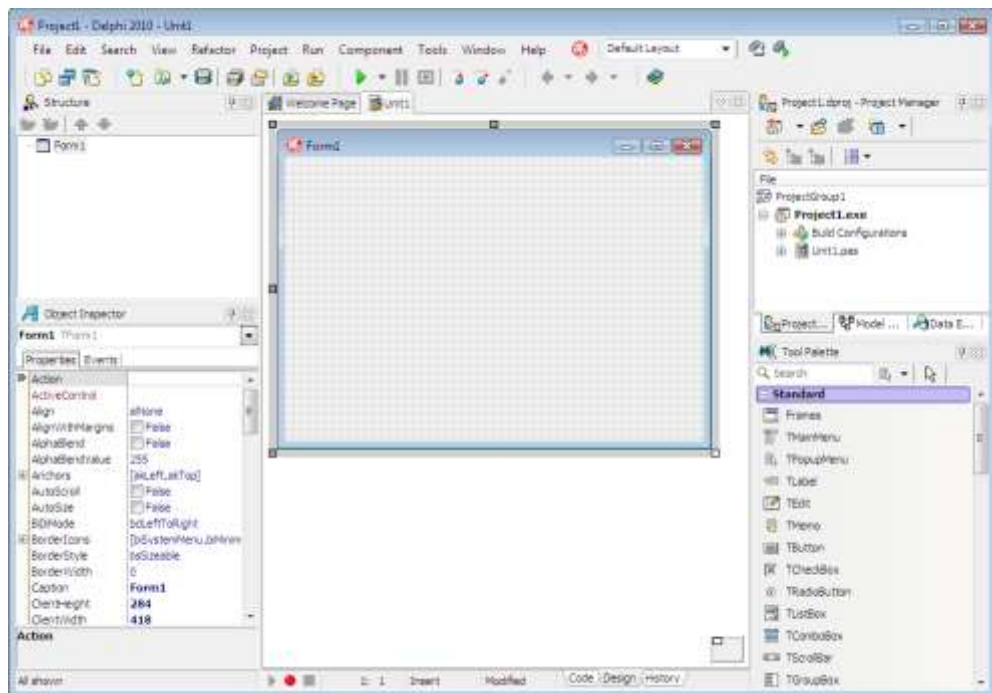 Project1 - Delphi 2010 - Unit1
File Edit Search View Refactor Project Run Component Tools Window Help Default Layout
Structure
Form1
Object Inspector
Form1 TForm1
Properties Events
Action
ActiveControl
Align alNone
AlignWithMargins False
AlphaBlend False
AlphaBlendValue 255
Anchors [akLeft,akTop]
AutoScroll False
AutoSize False
BiDiMode bdLeftToRight
BorderIcons [biSystemMenu,biMinim
BorderStyle bsSizeable
BorderWidth 0
Caption Form1
ClientHeight 284
ClientWidth 418
Action
All shown
Welcome Page Unit1
Form1
1: 1 Insert Modified Code Design History
Project1.dproj - Project Manager
File
ProjectGroup1
Project1.exe
Build Configurations
Unit1.pas
Project... Model ... Data E...
Tool Palette
Search
Standard
Frames
TMainMenu
TPopupMenu
TLabel
TEdit
TMemo
TButton
TCheckBox
TRadioButton
TListBox
TComboBox
TScrollBar
TGroupBox